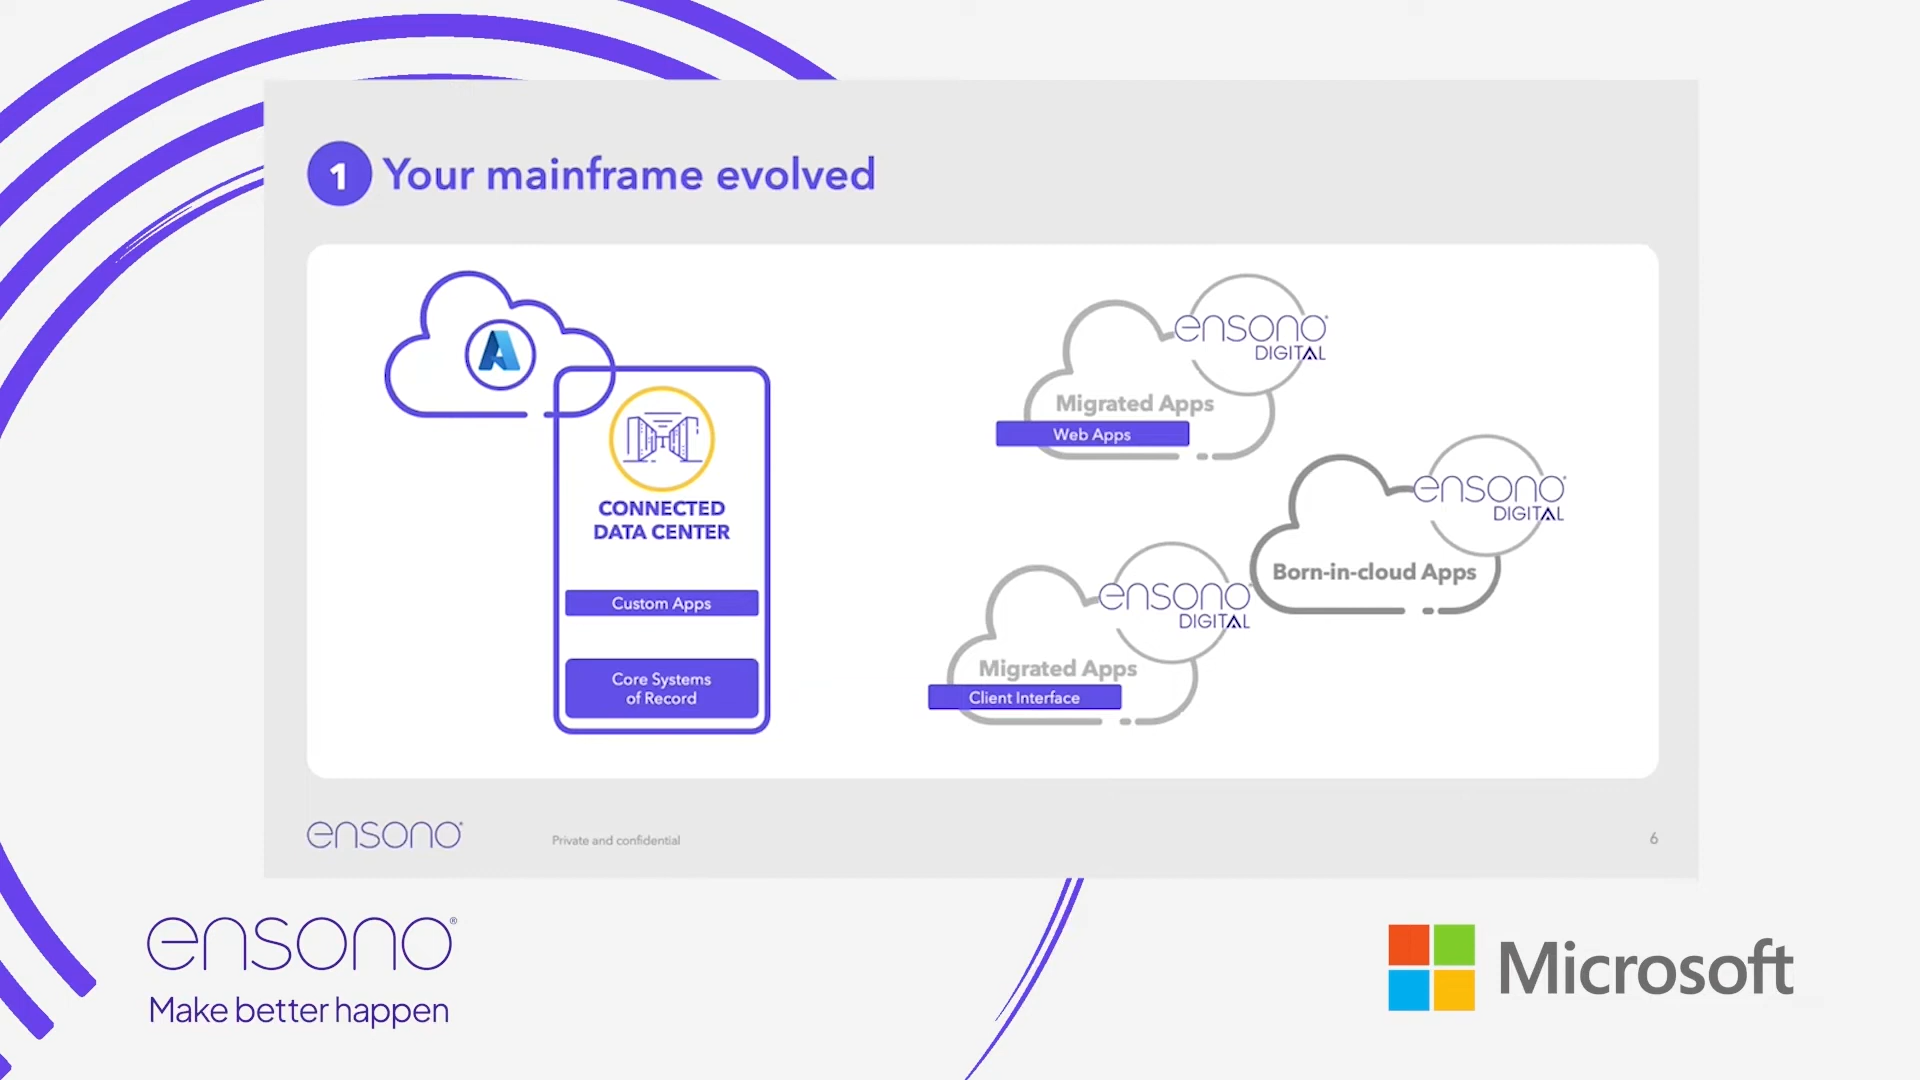 1 Your mainframe evolved
CONNECTED
DATA CENTER
Custom Apps
Core Systems
of Record
ensono
DIGITAL
Migrated Apps
Web Apps
ensono
DIGITAL
Born-in-cloud Apps
ensono
DIGITAL
Migrated Apps
Client Interface
ensono
Private and confidential
6
ensono®
Make better happen
Microsoft